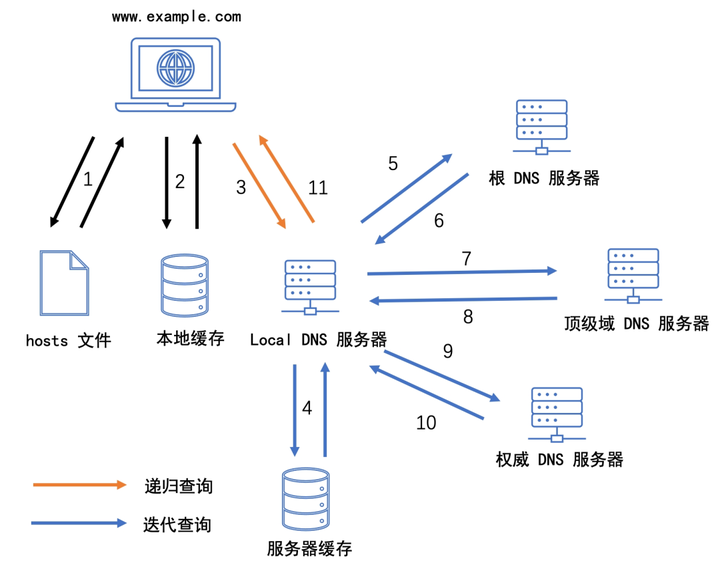 www.example.com
1
2
3
11
5
6
根 DNS 服务器
7
8
顶级域 DNS 服务器
hosts 文件
本地缓存
Local DNS 服务器
9
10
4
权威 DNS 服务器
递归查询
迭代查询
服务器缓存